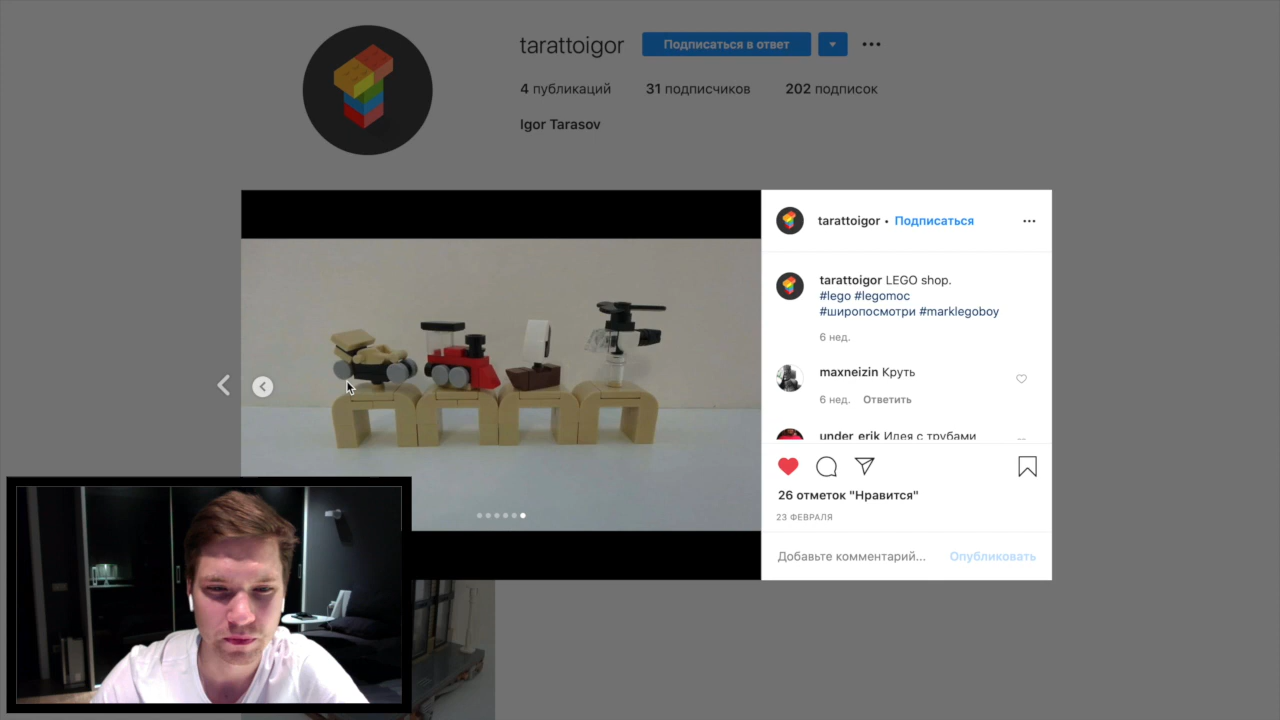 tarattoigor Подписаться в ответ
4 публикаций 31 подписчиков 202 подписок
Igor Tarasov
tarattoigor • Подписаться
tarattoigor LEGO shop.
#lego #legomoc
#широпосмотри #marklegoboy
6 нед.
maxneizin Круть
6 нед. Ответить
under_erik Идея с трубами
26 отметок "Нравится"
23 ФЕВРАЛЯ
Добавьте комментарий... Опубликовать